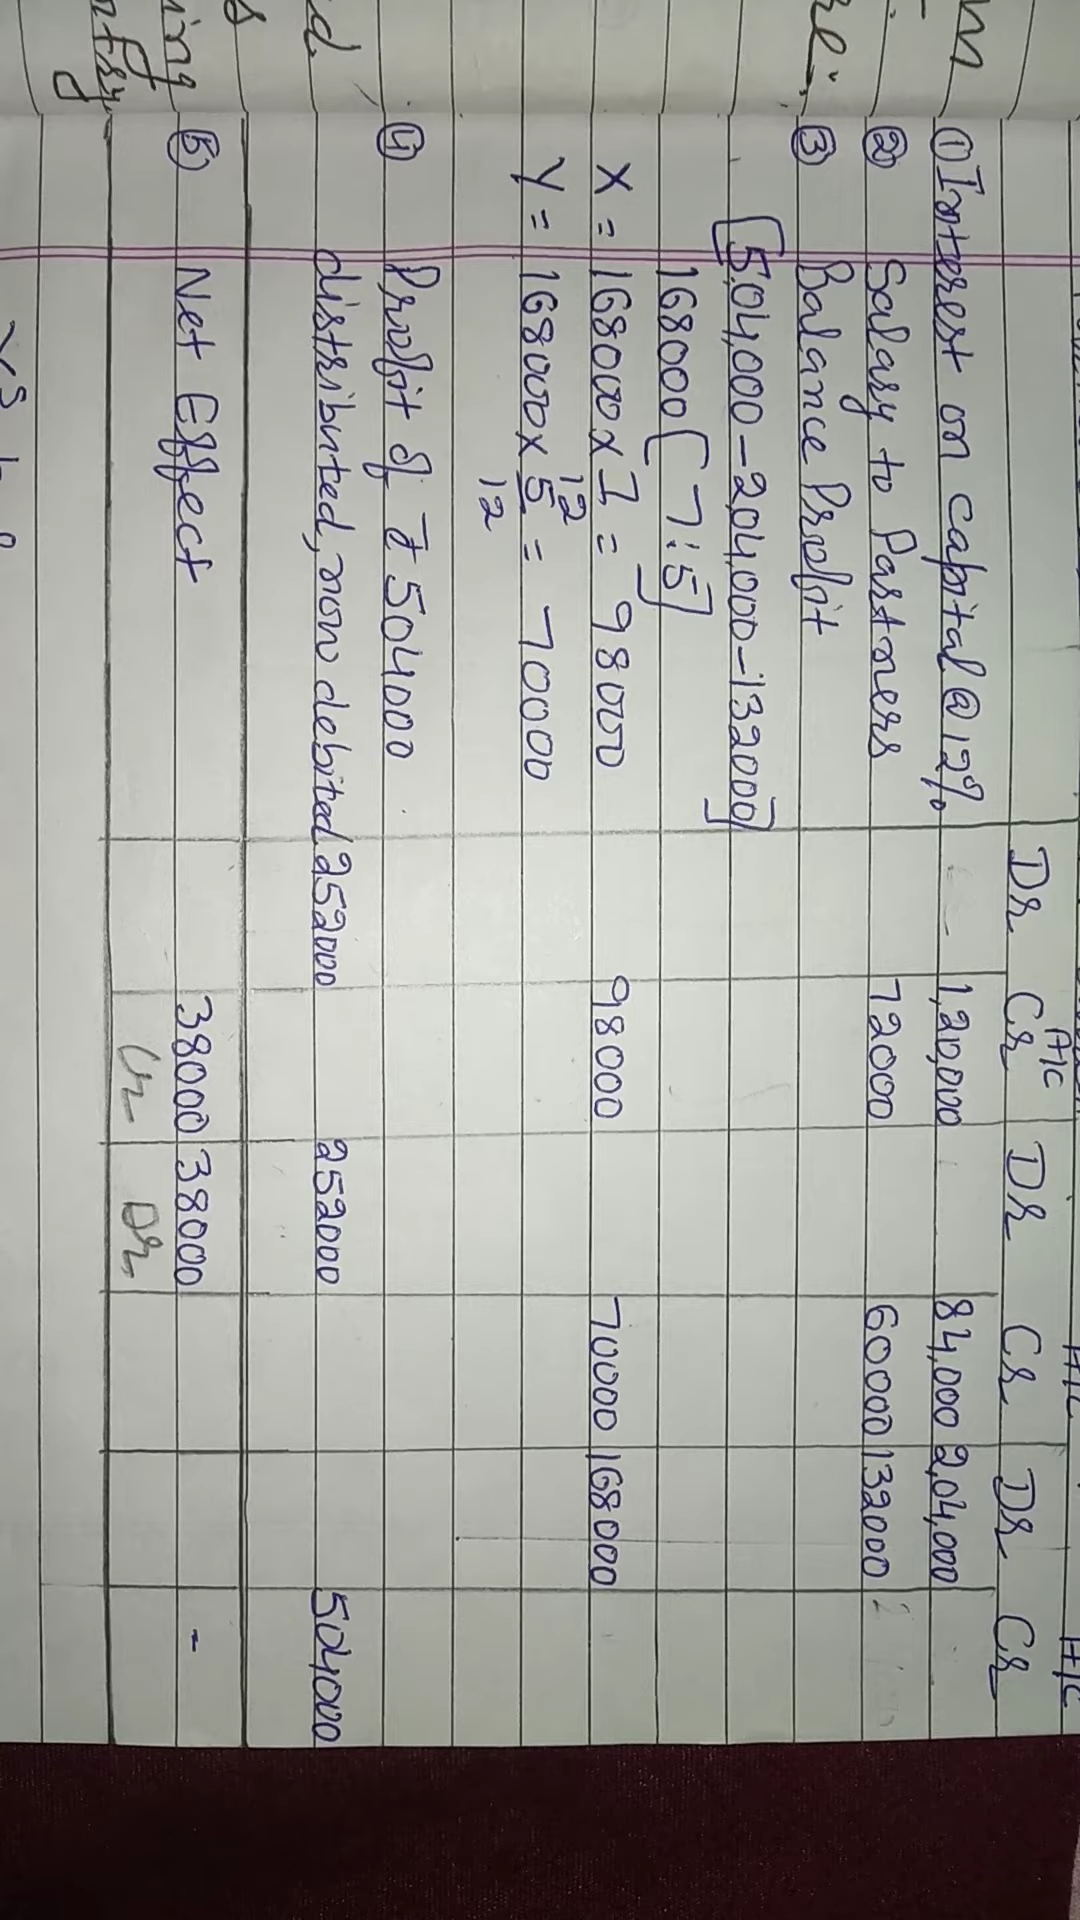 A/C A/C A/C
Dr Cr Dr Cr Dr Cr
① Interest on capital @ 12% 1,20,000 84,000 2,04,000
② Salary to Partners 72000 60000 132000
③ Balance Profit
[5,04,000-2,04,000-132000]
168000 [7:5]
X = 168000 x 7/12 = 98000 98000 70000 168000
Y = 168000 x 5/12 = 70000
④ Profit of ₹ 504000
distributed, now debited 252000 252000 504000
⑤ Net Effect 38000 38000 -
Cr Dr